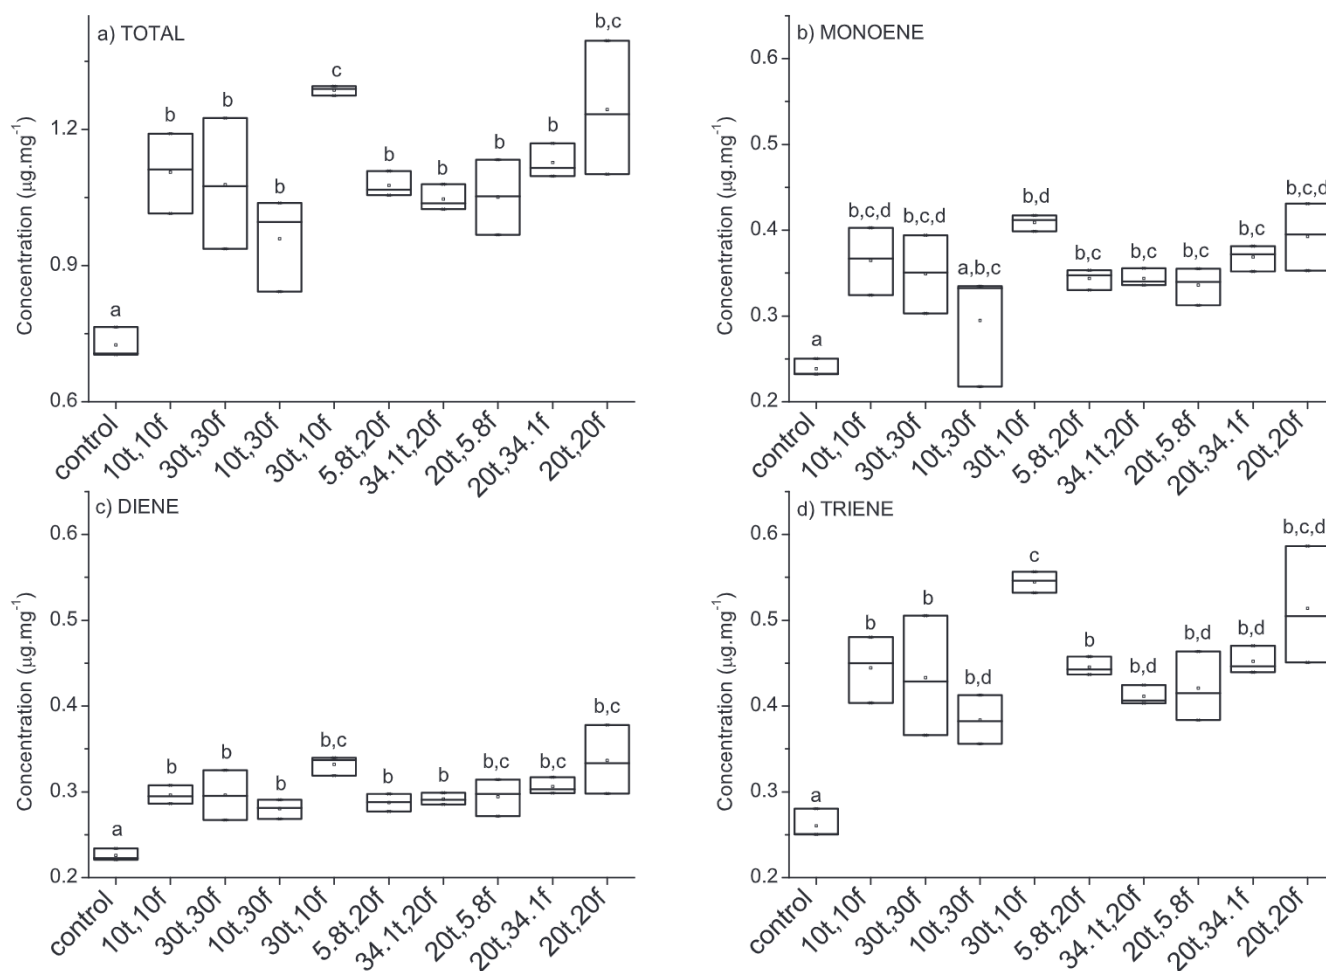 a) TOTAL
Concentration (µg.mg⁻¹)
1.2
0.9
0.6
a
b
b
b
c
b
b
b
b
b,c
control
10t,10f
30t,30f
10t,30f
30t,10f
5.8t,20f
34.1t,20f
20t,5.8f
20t,34.1f
20t,20f
b) MONOENE
Concentration (µg.mg⁻¹)
0.6
0.5
0.4
0.3
0.2
a
b,c,d
b,c,d
a,b,c
b,d
b,c
b,c
b,c
b,c
b,c,d
control
10t,10f
30t,30f
10t,30f
30t,10f
5.8t,20f
34.1t,20f
20t,5.8f
20t,34.1f
20t,20f
c) DIENE
Concentration (µg.mg⁻¹)
0.6
0.5
0.4
0.3
0.2
a
b
b
b
b,c
b
b
b,c
b,c
b,c
control
10t,10f
30t,30f
10t,30f
30t,10f
5.8t,20f
34.1t,20f
20t,5.8f
20t,34.1f
20t,20f
d) TRIENE
Concentration (µg.mg⁻¹)
0.6
0.5
0.4
0.3
0.2
a
b
b
b,d
c
b
b,d
b,d
b,d
b,c,d
control
10t,10f
30t,30f
10t,30f
30t,10f
5.8t,20f
34.1t,20f
20t,5.8f
20t,34.1f
20t,20f